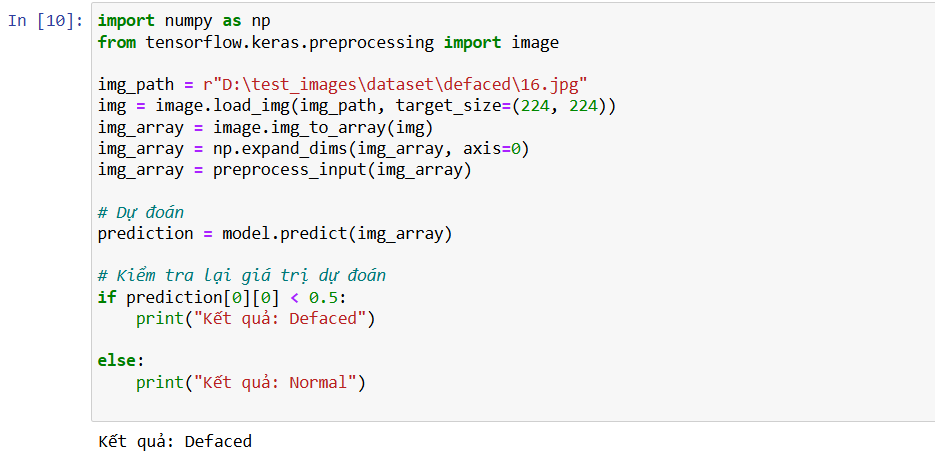 In [10]:
import numpy as np
from tensorflow.keras.preprocessing import image
img_path = r"D:\test_images\dataset\defaced\16.jpg"
img = image.load_img(img_path, target_size=(224, 224))
img_array = image.img_to_array(img)
img_array = np.expand_dims(img_array, axis=0)
img_array = preprocess_input(img_array)
# Dự đoán
prediction = model.predict(img_array)
# Kiểm tra lại giá trị dự đoán
if prediction[0][0] < 0.5:
    print("Kết quả: Defaced")
else:
    print("Kết quả: Normal")
Kết quả: Defaced